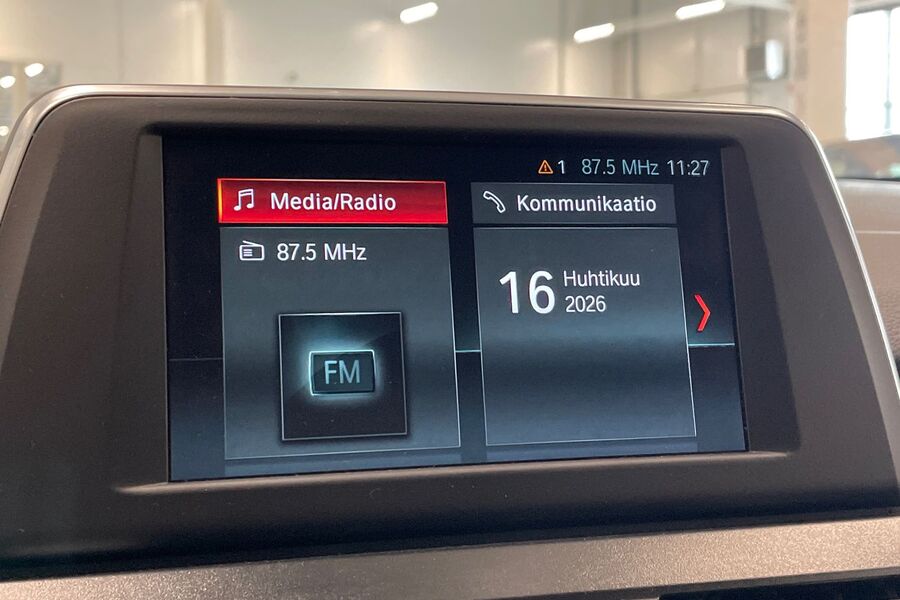 1 87.5 MHz 11:27
Media/Radio
87.5 MHz
FM
Kommunikaatio
16 Huhtikuu
2026